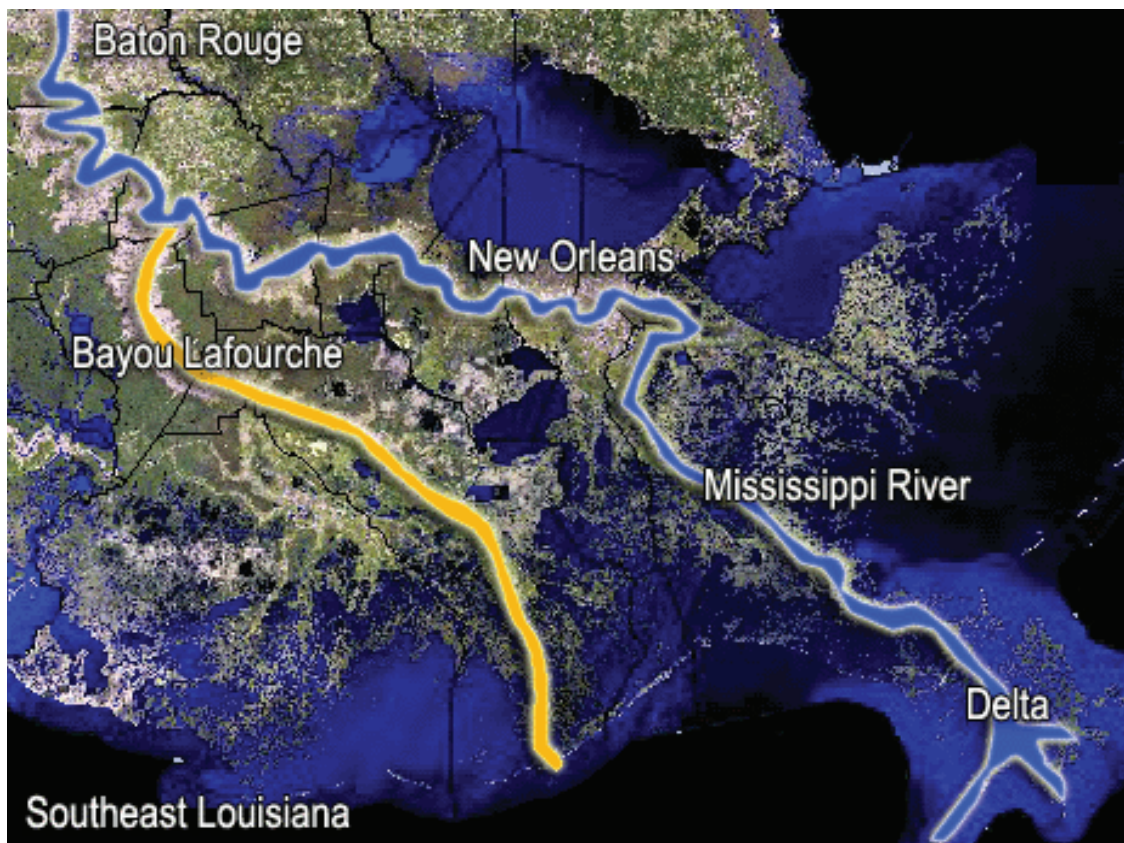 Baton Rouge
New Orleans
Bayou Lafourche
Mississippi River
Delta
Southeast Louisiana